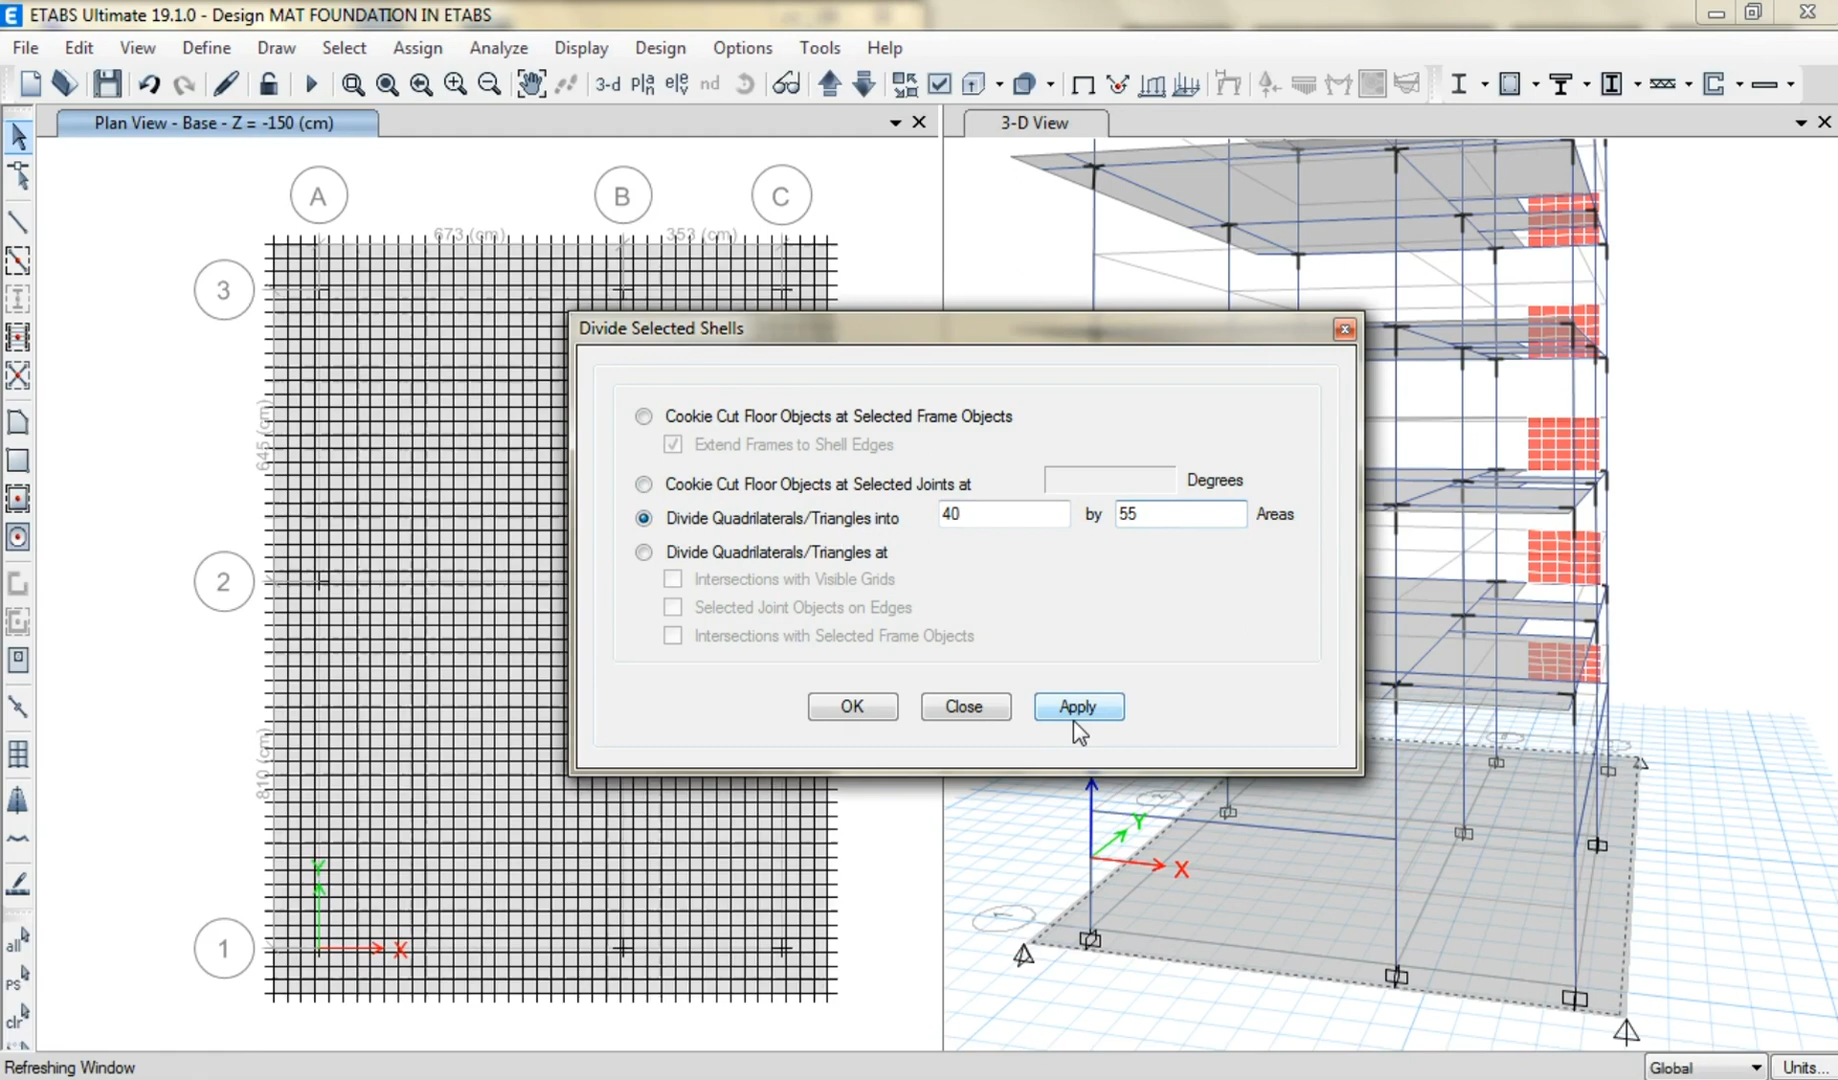 ETABS Ultimate 19.1.0 - Design MAT FOUNDATION IN ETABS
File Edit View Define Draw Select Assign Analyze Display Design Options Tools Help
3-d nd
Plan View - Base - Z = -150 (cm)
3-D View
A B C
673 (cm) 353 (cm)
3
645 (cm)
2
810 (cm)
1
Y
X
Divide Selected Shells
Cookie Cut Floor Objects at Selected Frame Objects
Extend Frames to Shell Edges
Cookie Cut Floor Objects at Selected Joints at Degrees
Divide Quadrilaterals/Triangles into 40 by 55 Areas
Divide Quadrilaterals/Triangles at
Intersections with Visible Grids
Selected Joint Objects on Edges
Intersections with Selected Frame Objects
OK Close Apply
Y
X
all
PS
clr
Refreshing Window
Global
Units...